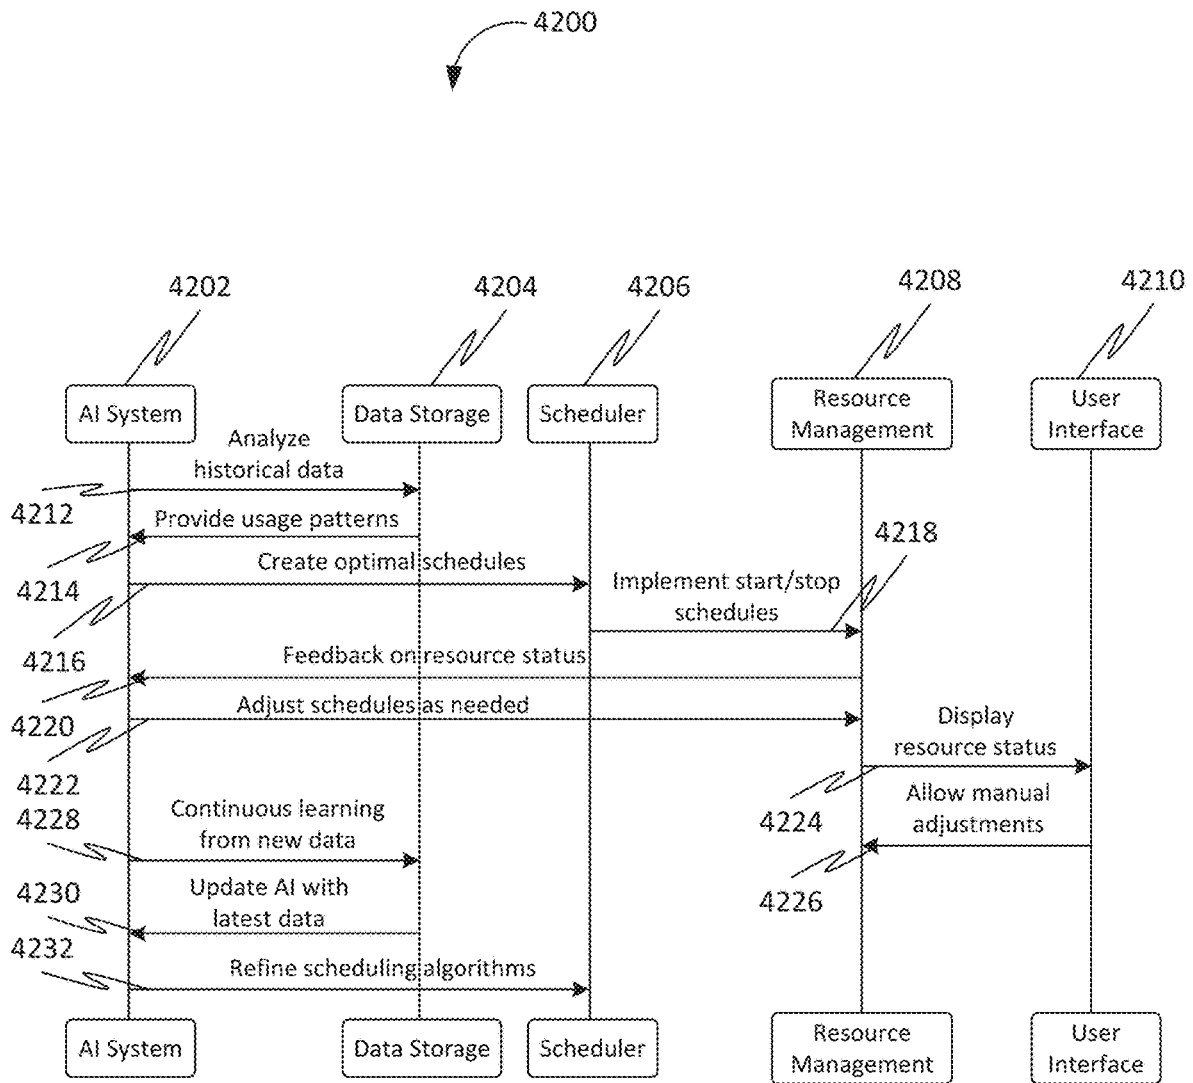 4200
4202
4204
4206
4208
4210
AI System
Data Storage
Scheduler
Resource
Management
User
Interface
Analyze
historical data
4212
Provide usage patterns
4214
Create optimal schedules
4216
Implement start/stop
schedules
4218
Feedback on resource status
4220
Adjust schedules as needed
4222
Display
resource status
4224
Allow manual
adjustments
4226
Continuous learning
from new data
4228
Update AI with
latest data
4230
Refine scheduling algorithms
4232
AI System
Data Storage
Scheduler
Resource
Management
User
Interface